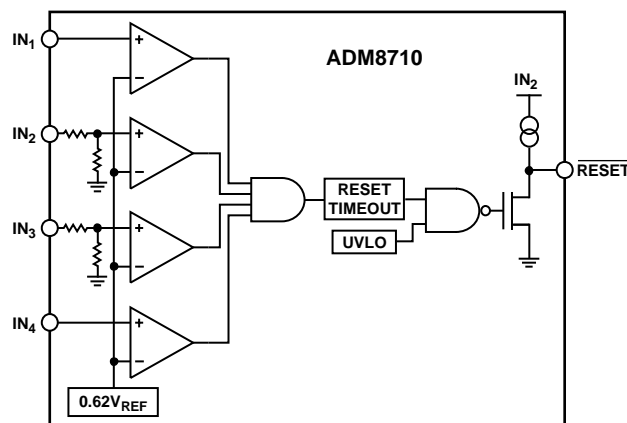 IN1
ADM8710
IN2
IN2
RESET
RESET
TIMEOUT
IN3
UVLO
IN4
0.62VREF
+
−
+
−
+
−
+
−